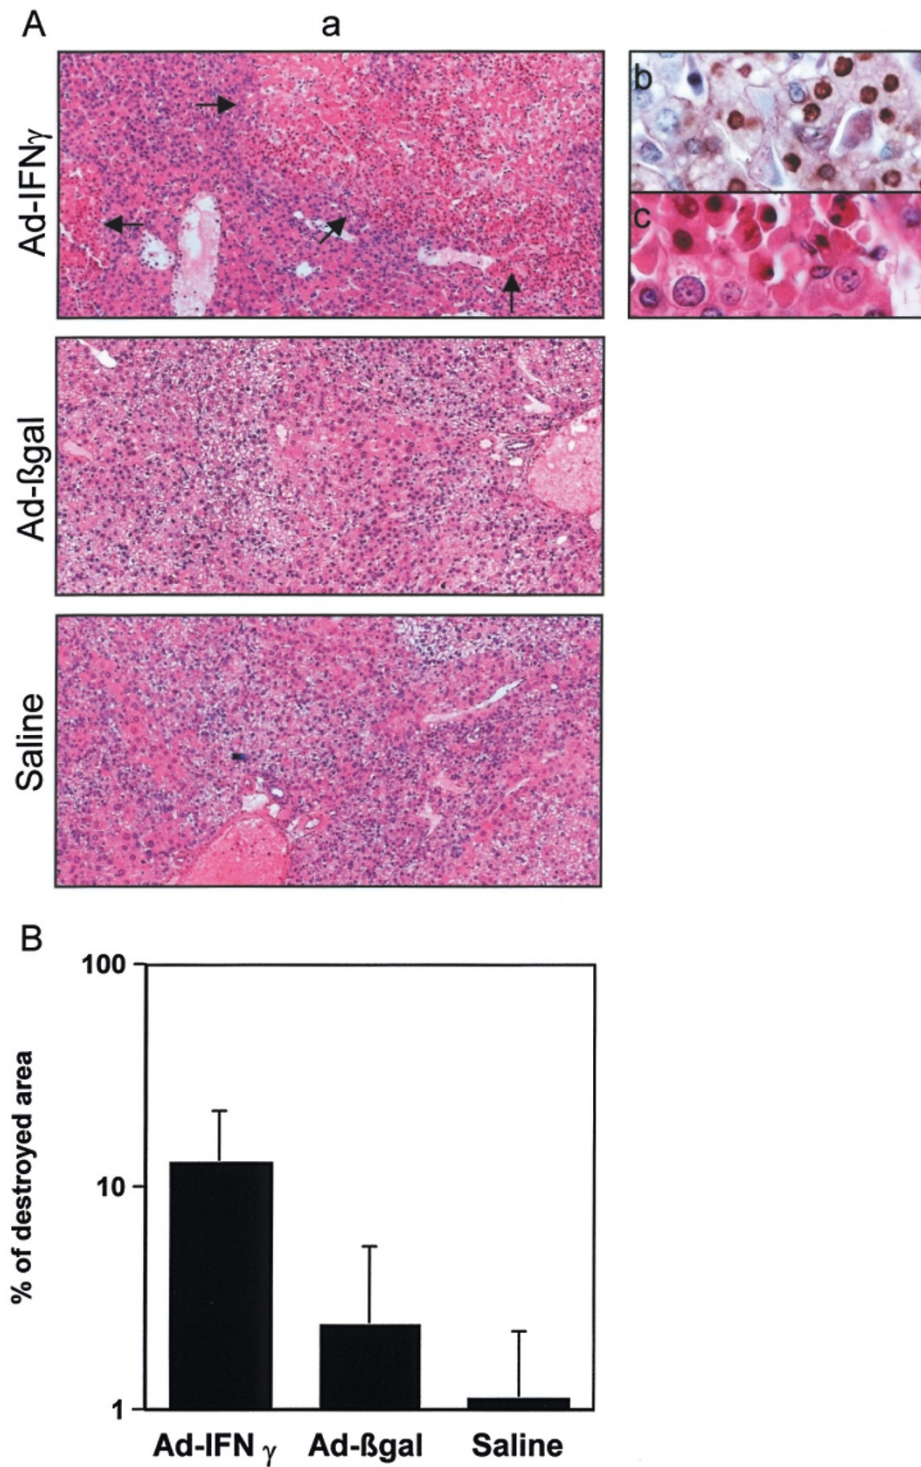 A
a
Ad-IFNγ
b
c
Ad-ßgal
Saline
B
% of destroyed area
100
10
1
Ad-IFN γ
Ad-ßgal
Saline